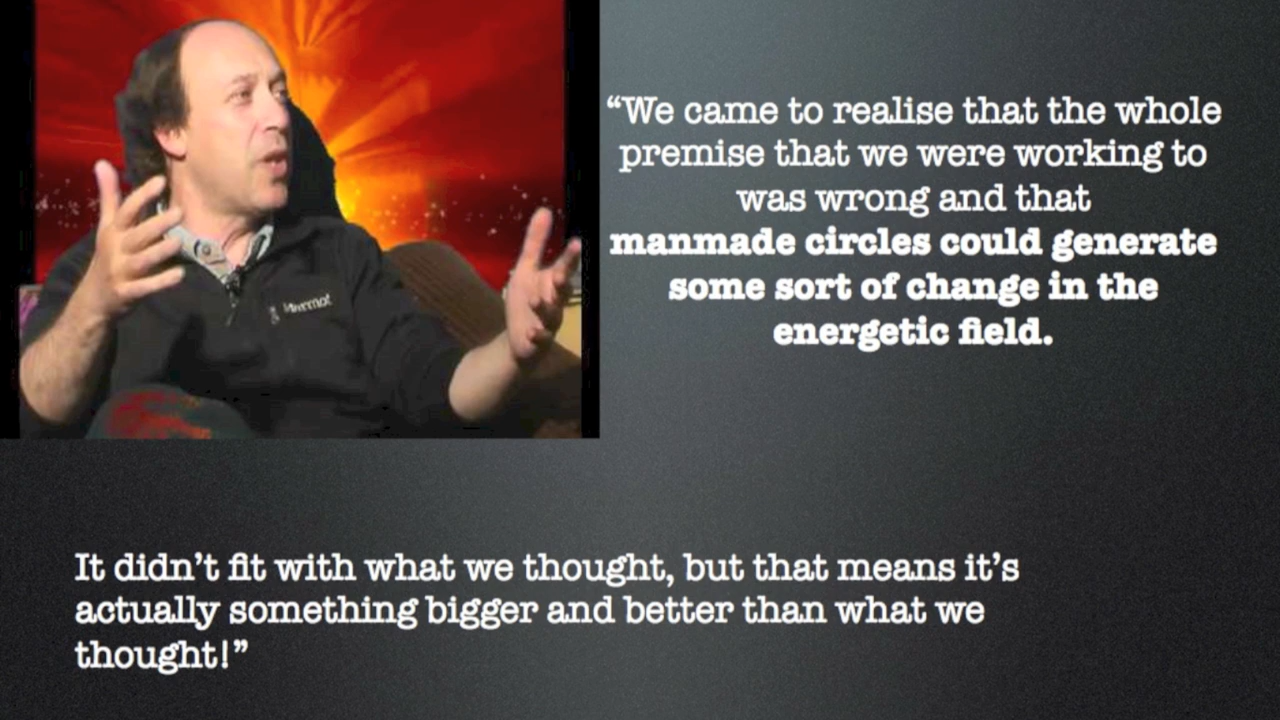 “We came to realise that the whole
premise that we were working to
was wrong and that
manmade circles could generate
some sort of change in the
energetic field.
Marmot
It didn’t fit with what we thought, but that means it’s
actually something bigger and better than what we
thought!”